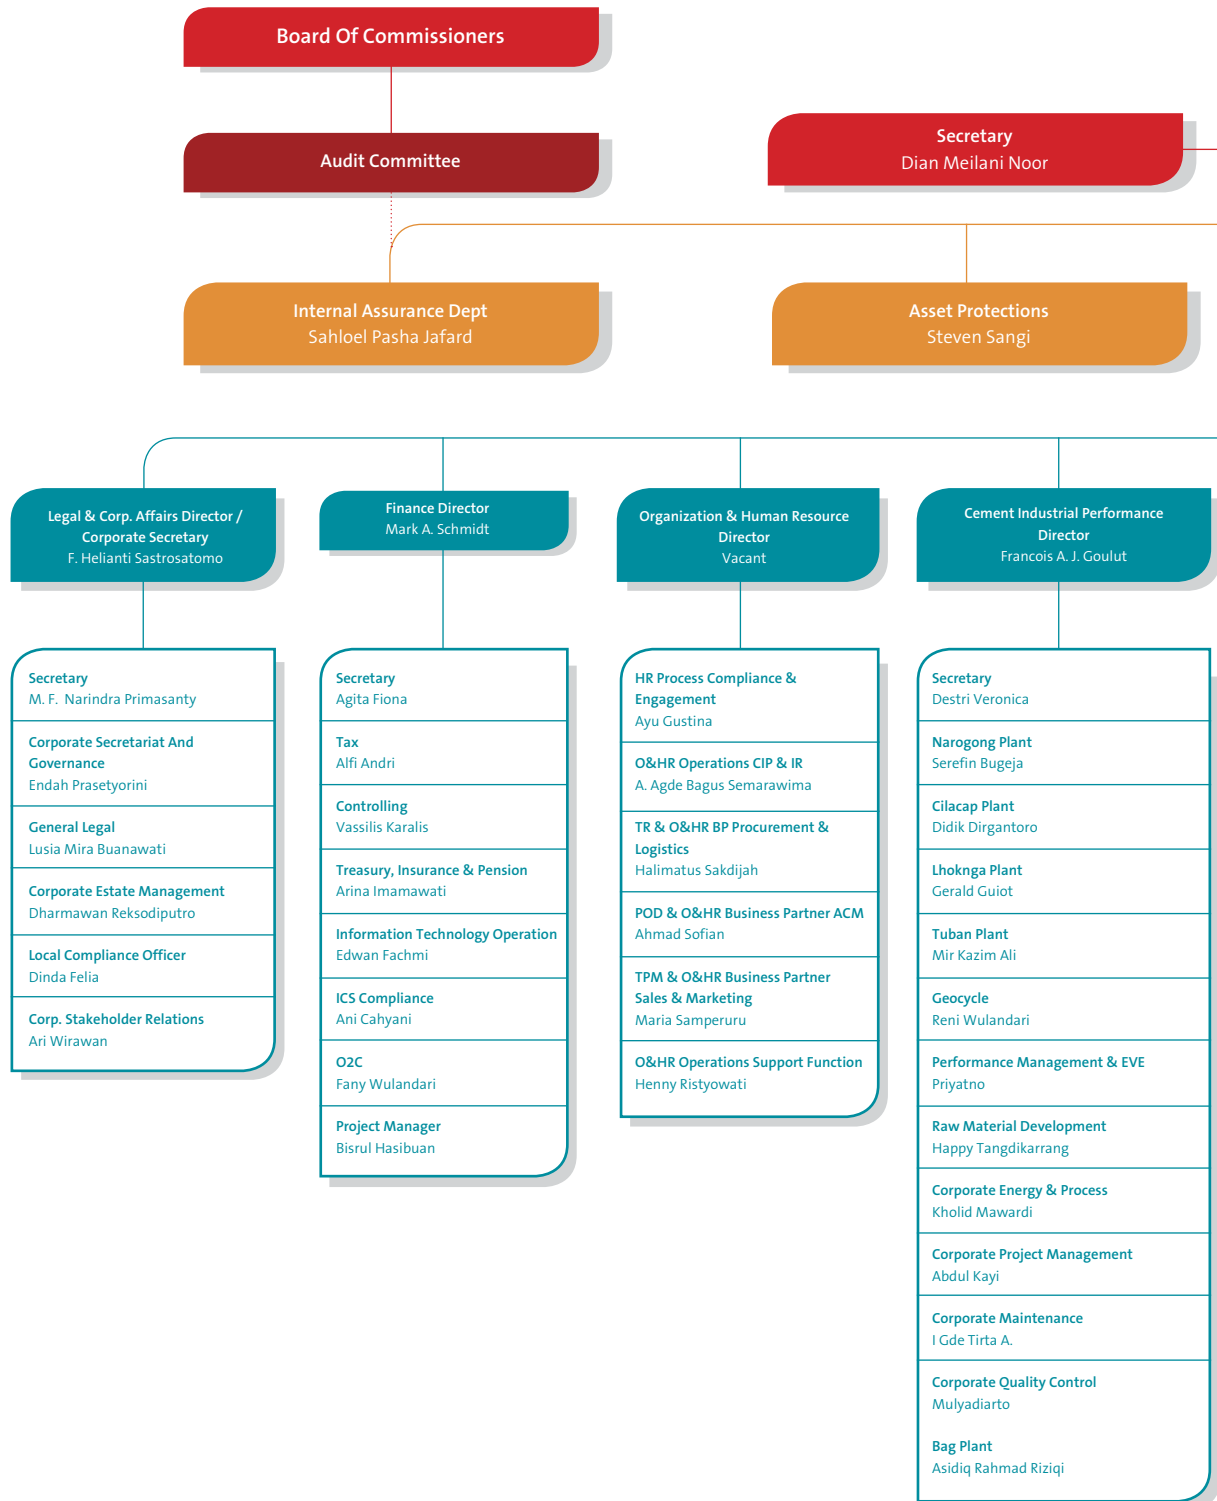 Board Of Commissioners
Audit Committee
Secretary
Dian Meilani Noor
Internal Assurance Dept
Sahloel Pasha Jafard
Asset Protections
Steven Sangi
Legal & Corp. Affairs Director /
Corporate Secretary
F. Helianti Sastrosatomo
Finance Director
Mark A. Schmidt
Organization & Human Resource
Director
Vacant
Cement Industrial Performance
Director
Francois A. J. Goulut
Secretary
M. F. Narindra Primasanty
Corporate Secretariat And
Governance
Endah Prasetyorini
General Legal
Lusia Mira Buanawati
Corporate Estate Management
Dharmawan Reksodiputro
Local Compliance Officer
Dinda Felia
Corp. Stakeholder Relations
Ari Wirawan
Secretary
Agita Fiona
Tax
Alfi Andri
Controlling
Vassilis Karalis
Treasury, Insurance & Pension
Arina Imamawati
Information Technology Operation
Edwan Fachmi
ICS Compliance
Ani Cahyani
O2C
Fany Wulandari
Project Manager
Bisrul Hasibuan
HR Process Compliance &
Engagement
Ayu Gustina
O&HR Operations CIP & IR
A. Agde Bagus Semarawima
TR & O&HR BP Procurement &
Logistics
Halimatus Sakdijah
POD & O&HR Business Partner ACM
Ahmad Sofian
TPM & O&HR Business Partner
Sales & Marketing
Maria Samperuru
O&HR Operations Support Function
Henny Ristyowati
Secretary
Destri Veronica
Narogong Plant
Serefin Bugeja
Cilacap Plant
Didik Dirgantoro
Lhoknga Plant
Gerald Guiot
Tuban Plant
Mir Kazim Ali
Geocycle
Reni Wulandari
Performance Management & EVE
Priyatno
Raw Material Development
Happy Tangdikarrang
Corporate Energy & Process
Kholid Mawardi
Corporate Project Management
Abdul Kayi
Corporate Maintenance
I Gde Tirta A.
Corporate Quality Control
Mulyadiarto
Bag Plant
Asidiq Rahmad Riziqi